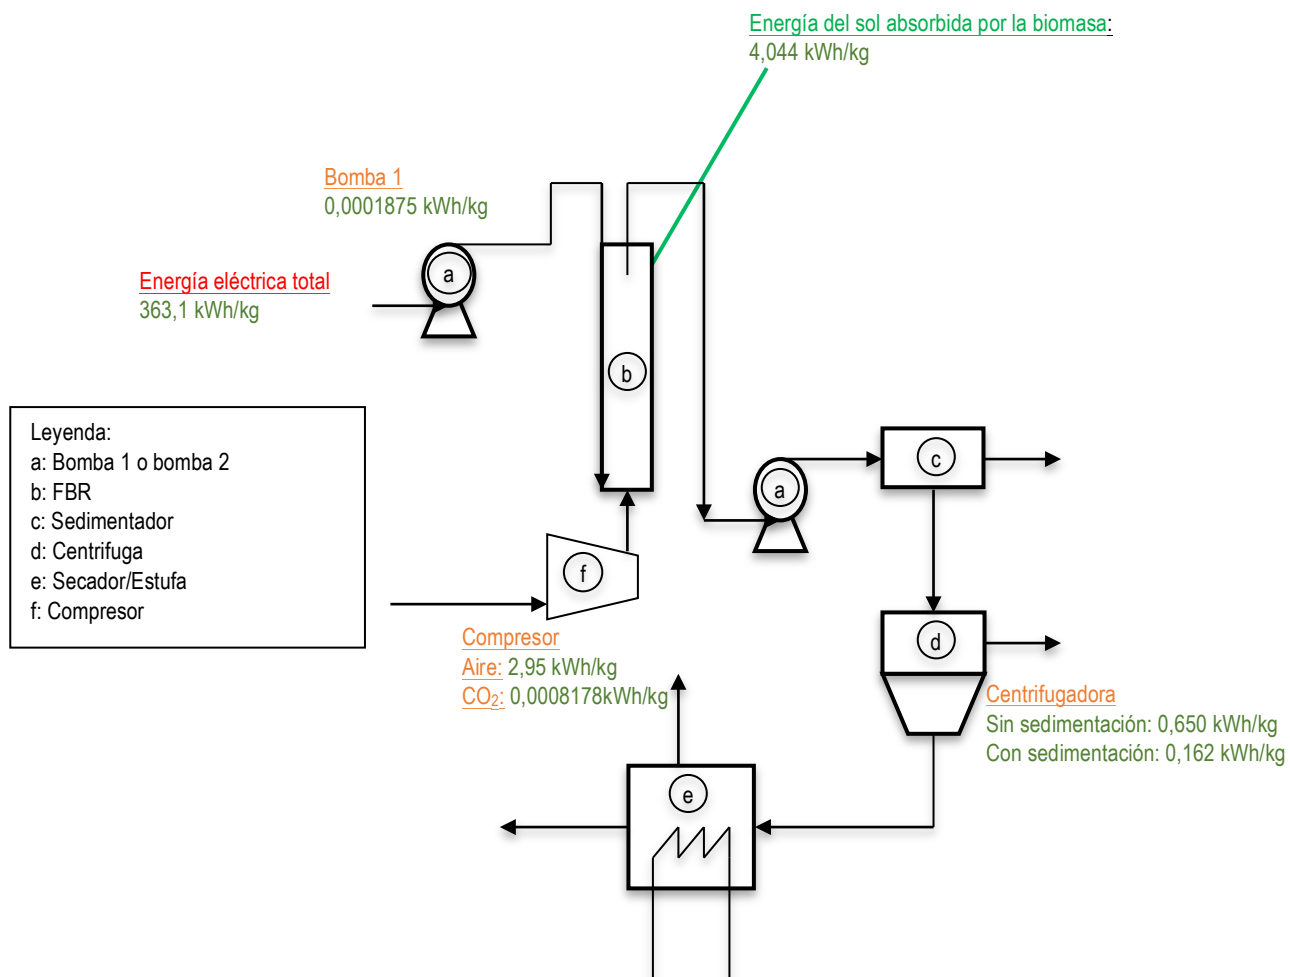 Energía del sol absorbida por la biomasa:
4,044 kWh/kg
Bomba 1
0,0001875 kWh/kg
Energía eléctrica total
363,1 kWh/kg
a
b
Leyenda:
a: Bomba 1 o bomba 2
b: FBR
c: Sedimentador
d: Centrifuga
e: Secador/Estufa
f: Compresor
c
a
f
Compresor
Aire: 2,95 kWh/kg
CO₂: 0,0008178kWh/kg
d
Centrifugadora
Sin sedimentación: 0,650 kWh/kg
Con sedimentación: 0,162 kWh/kg
e